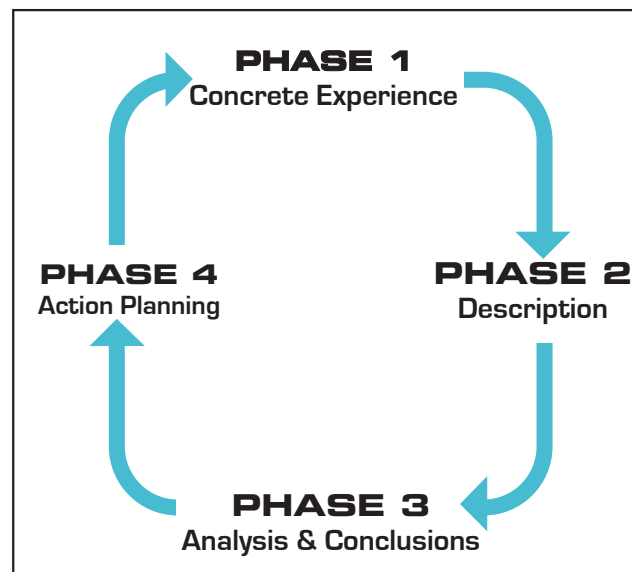 PHASE 1
Concrete Experience
PHASE 2
Description
PHASE 3
Analysis & Conclusions
PHASE 4
Action Planning